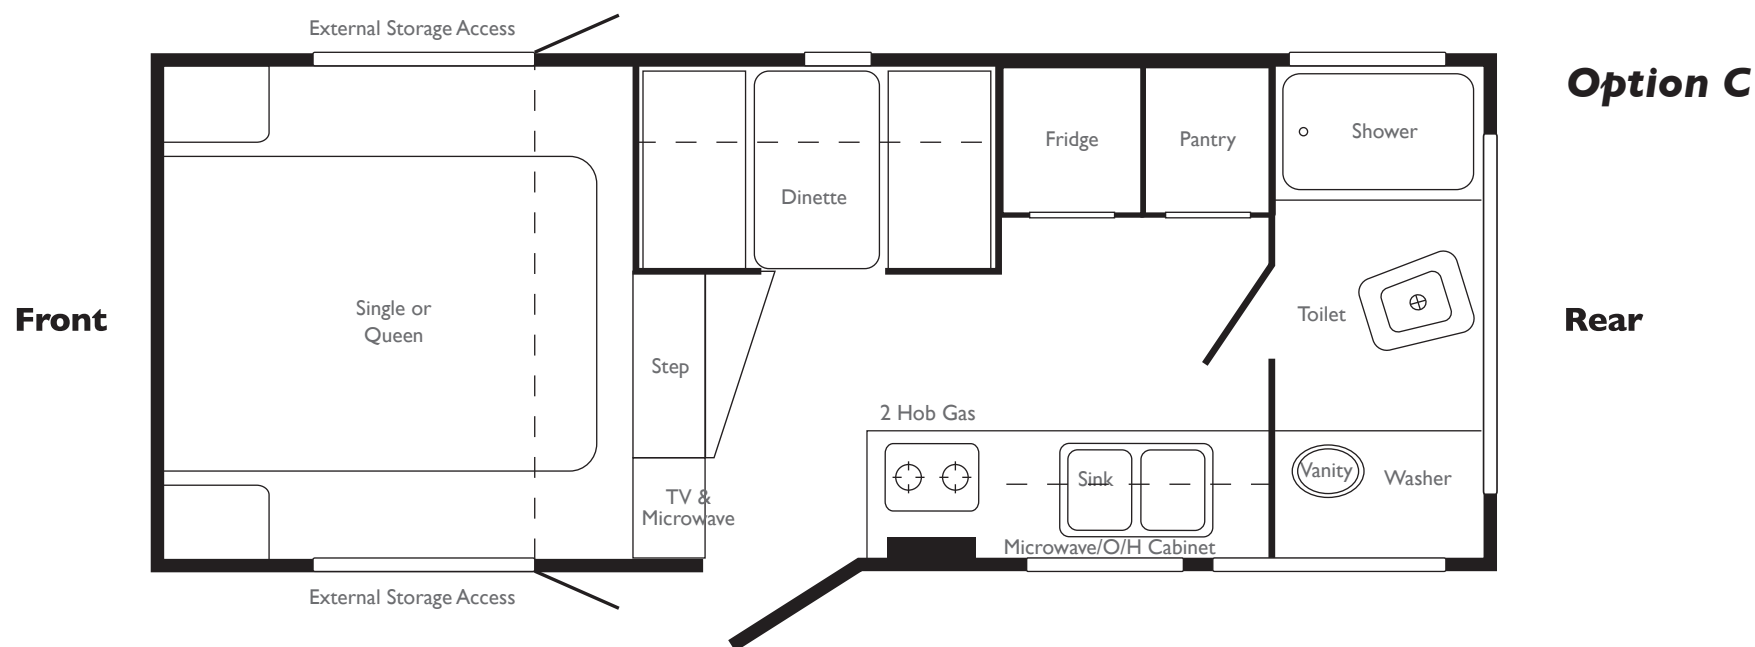 External Storage Access
Option C
Fridge
Pantry
Shower
Dinette
Single or
Queen
Front
Toilet
Rear
Step
2 Hob Gas
Sink
Vanity
Washer
TV &
Microwave
Microwave/O/H Cabinet
External Storage Access